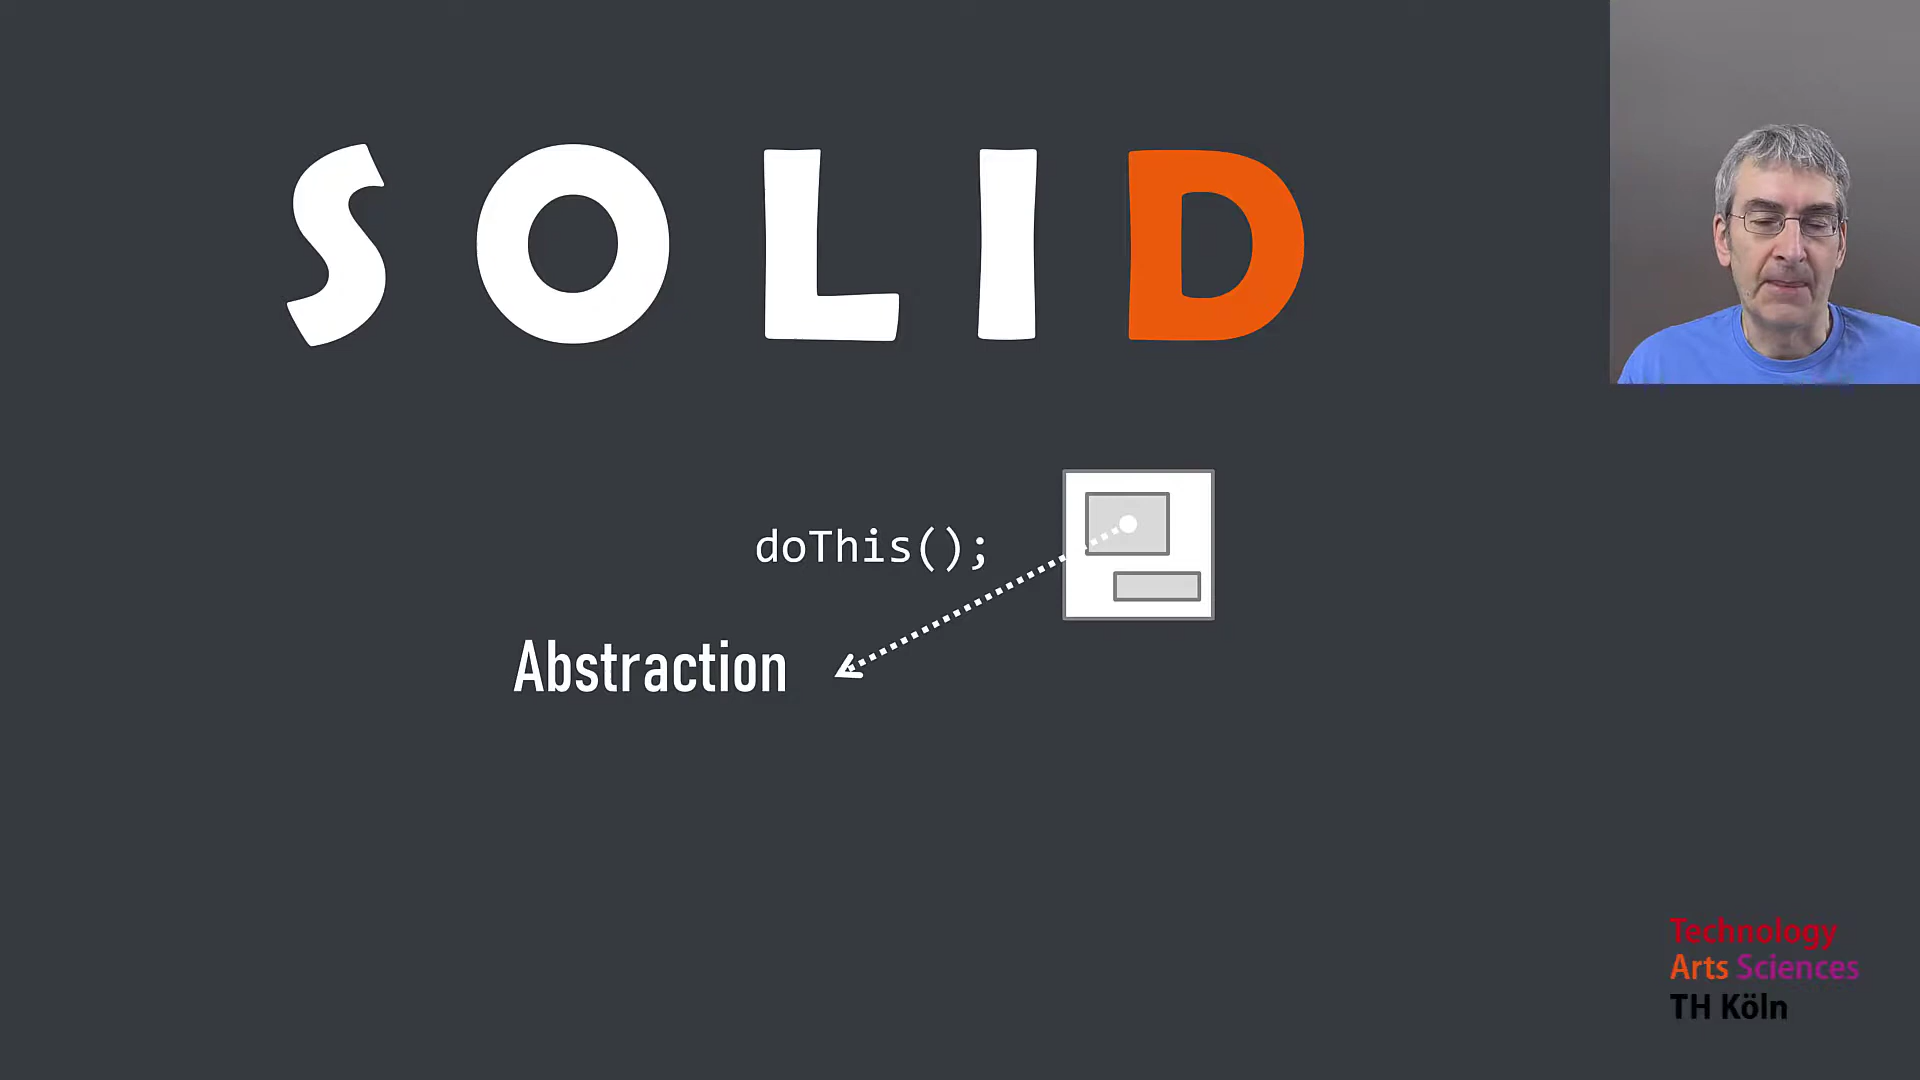 SOLID
doThis();
Abstraction
Technology
Arts Sciences
TH Köln